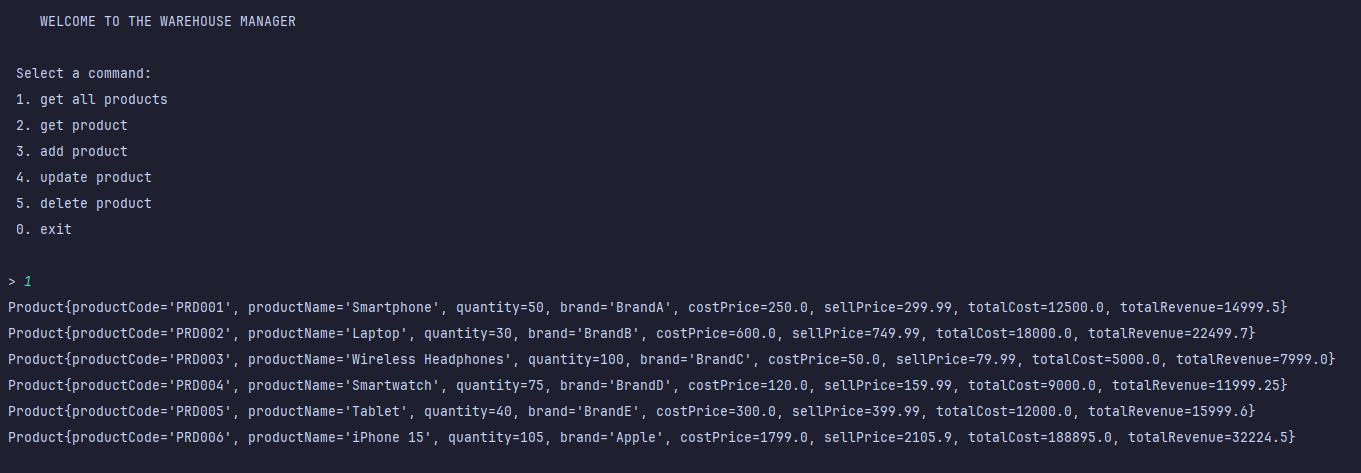 WELCOME TO THE WAREHOUSE MANAGER
Select a command:
1. get all products
2. get product
3. add product
4. update product
5. delete product
0. exit
> 1
Product{productCode='PRD001', productName='Smartphone', quantity=50, brand='BrandA', costPrice=250.0, sellPrice=299.99, totalCost=12500.0, totalRevenue=14999.5}
Product{productCode='PRD002', productName='Laptop', quantity=30, brand='BrandB', costPrice=600.0, sellPrice=749.99, totalCost=18000.0, totalRevenue=22499.7}
Product{productCode='PRD003', productName='Wireless Headphones', quantity=100, brand='BrandC', costPrice=50.0, sellPrice=79.99, totalCost=5000.0, totalRevenue=7999.0}
Product{productCode='PRD004', productName='Smartwatch', quantity=75, brand='BrandD', costPrice=120.0, sellPrice=159.99, totalCost=9000.0, totalRevenue=11999.25}
Product{productCode='PRD005', productName='Tablet', quantity=40, brand='BrandE', costPrice=300.0, sellPrice=399.99, totalCost=12000.0, totalRevenue=15999.6}
Product{productCode='PRD006', productName='iPhone 15', quantity=105, brand='Apple', costPrice=1799.0, sellPrice=2105.9, totalCost=188895.0, totalRevenue=32224.5}